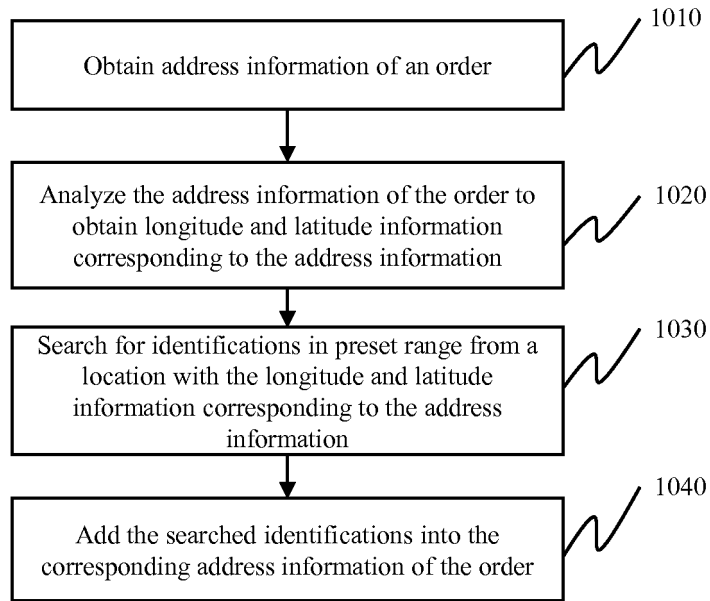 1010
Obtain address information of an order
1020
Analyze the address information of the order to
obtain longitude and latitude information
corresponding to the address information
1030
Search for identifications in preset range from a
location with the longitude and latitude
information corresponding to the address
information
1040
Add the searched identifications into the
corresponding address information of the order